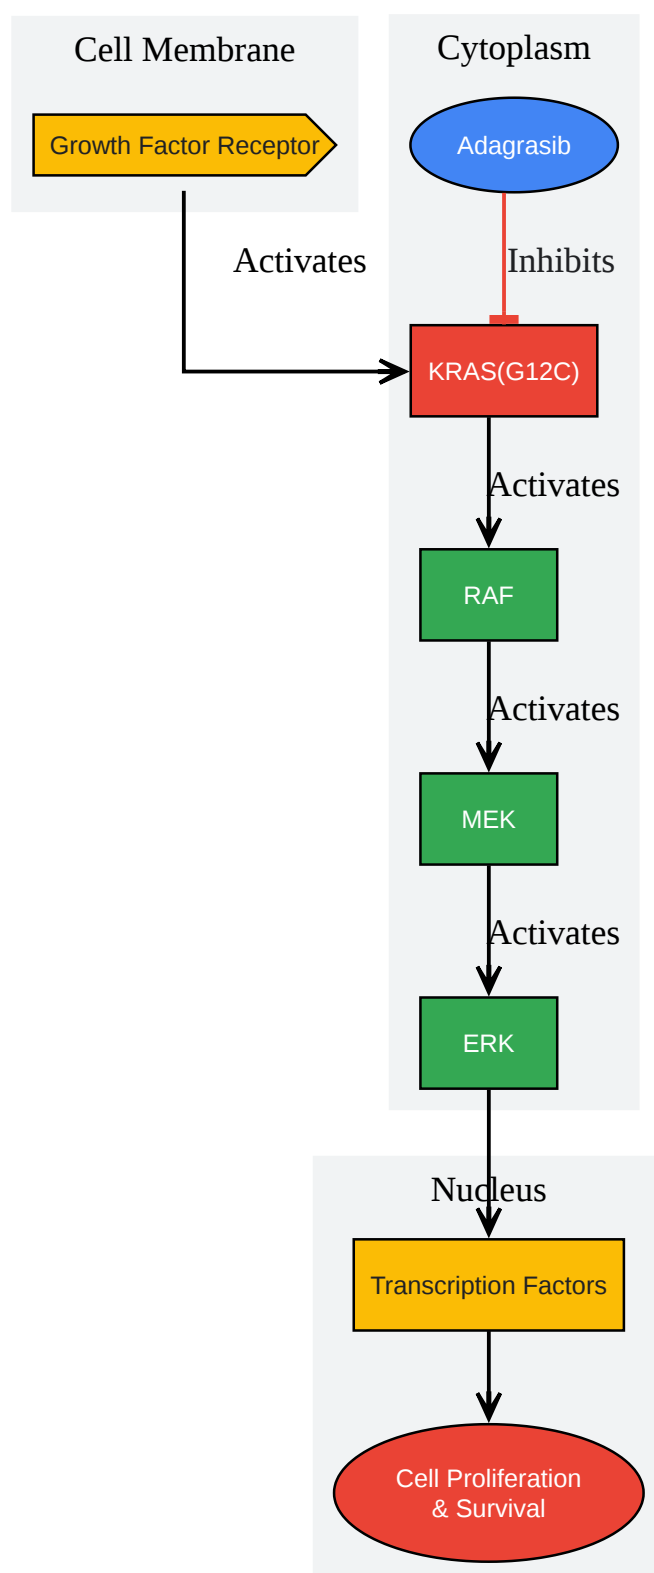 Cell Membrane
Growth Factor Receptor
Cytoplasm
Adagrasib
Activates
Inhibits
KRAS(G12C)
Activates
RAF
Activates
MEK
Activates
ERK
Nucleus
Transcription Factors
Cell Proliferation
& Survival